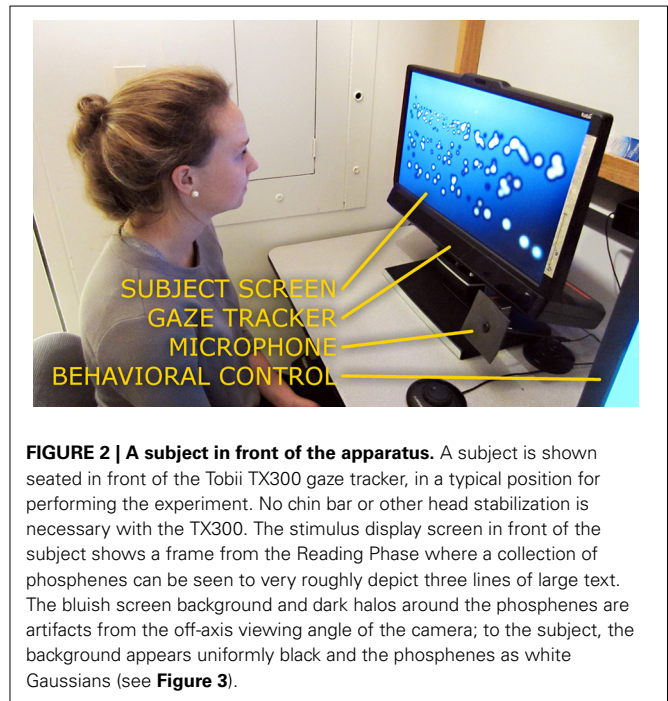 SUBJECT SCREEN
GAZE TRACKER
MICROPHONE
BEHAVIORAL CONTROL
FIGURE 2 | A subject in front of the apparatus. A subject is shown
seated in front of the Tobii TX300 gaze tracker, in a typical position for
performing the experiment. No chin bar or other head stabilization is
necessary with the TX300. The stimulus display screen in front of the
subject shows a frame from the Reading Phase where a collection of
phosphenes can be seen to very roughly depict three lines of large text.
The bluish screen background and dark halos around the phosphenes are
artifacts from the off-axis viewing angle of the camera; to the subject, the
background appears uniformly black and the phosphenes as white
Gaussians (see Figure 3).